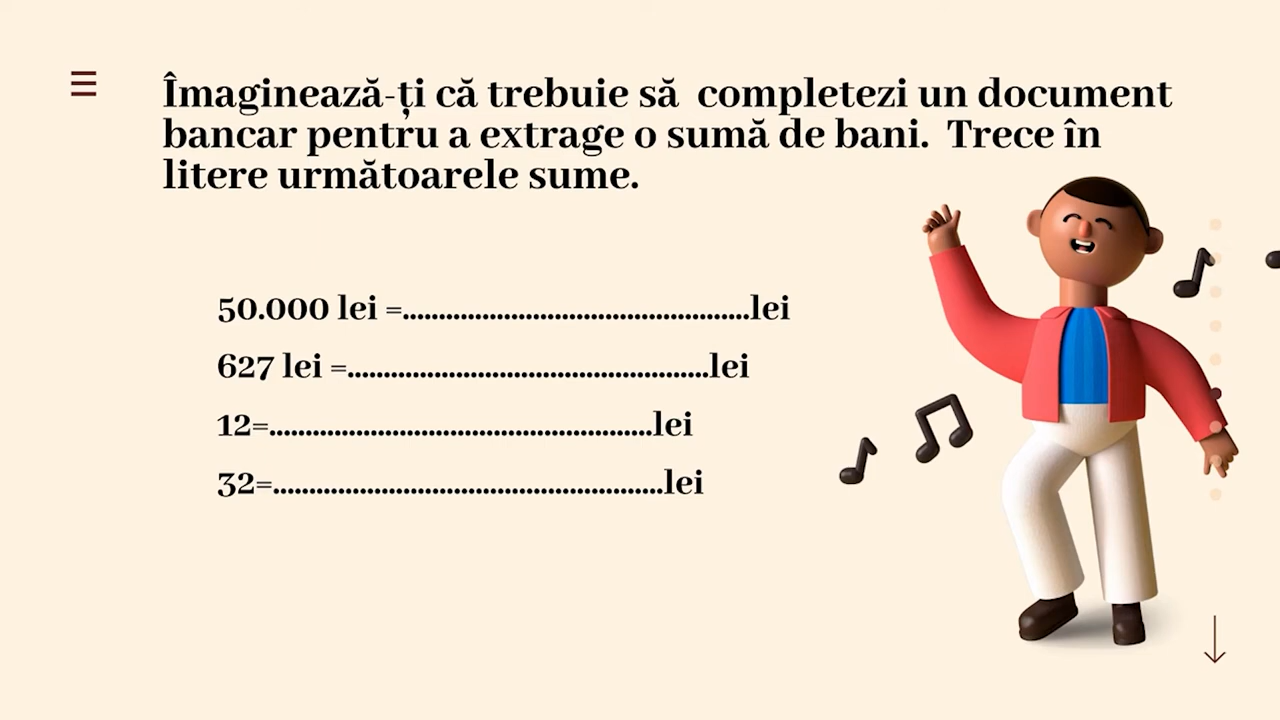 Îmaginează-ți că trebuie să completezi un document
bancar pentru a extrage o sumă de bani. Trece în
litere următoarele sume.
50.000 lei =................................................lei
627 lei =..................................................lei
12=.....................................................lei
32=......................................................lei